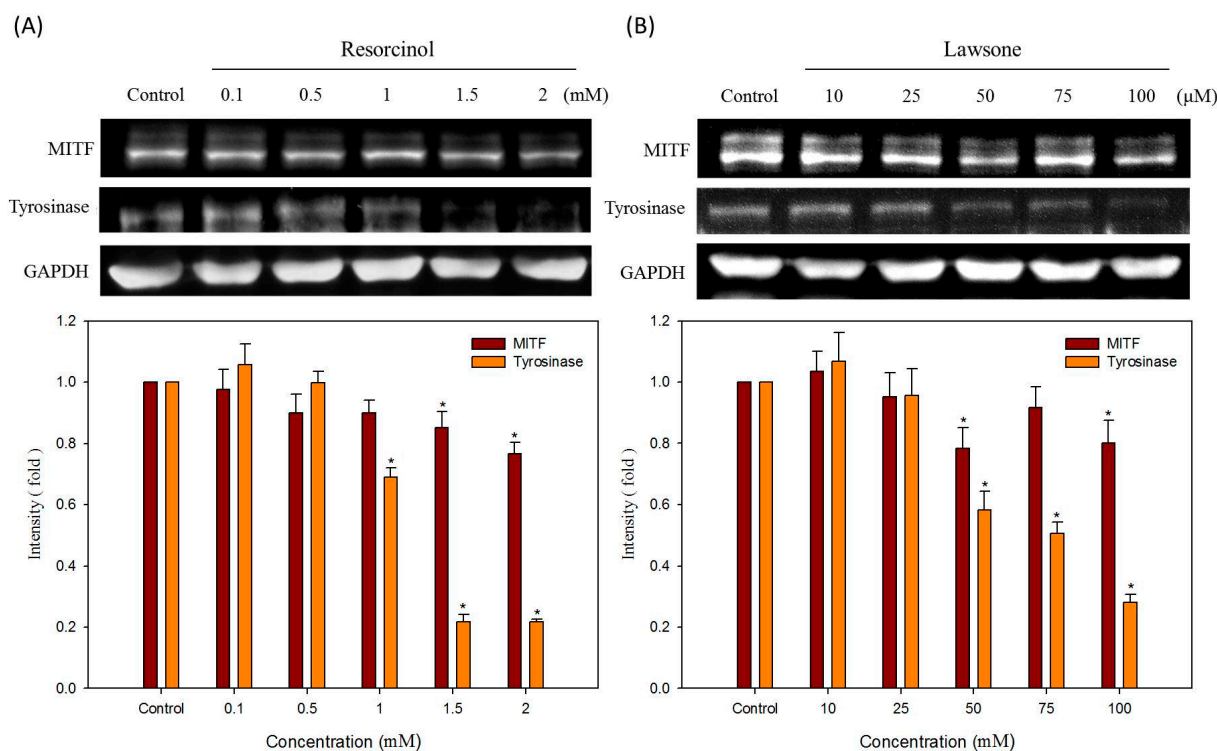 (A)
Resorcinol
Control 0.1 0.5 1 1.5 2 (mM)
MITF
Tyrosinase
GAPDH
1.2
1.0
0.8
0.6
0.4
0.2
0.0
Intensity ( fold )
MITF
Tyrosinase
* * * * *
Control 0.1 0.5 1 1.5 2
Concentration (mM)
(B)
Lawsone
Control 10 25 50 75 100 (μM)
MITF
Tyrosinase
GAPDH
1.2
1.0
0.8
0.6
0.4
0.2
0.0
Intensity ( fold )
MITF
Tyrosinase
* * * * *
Control 10 25 50 75 100
Concentration (mM)